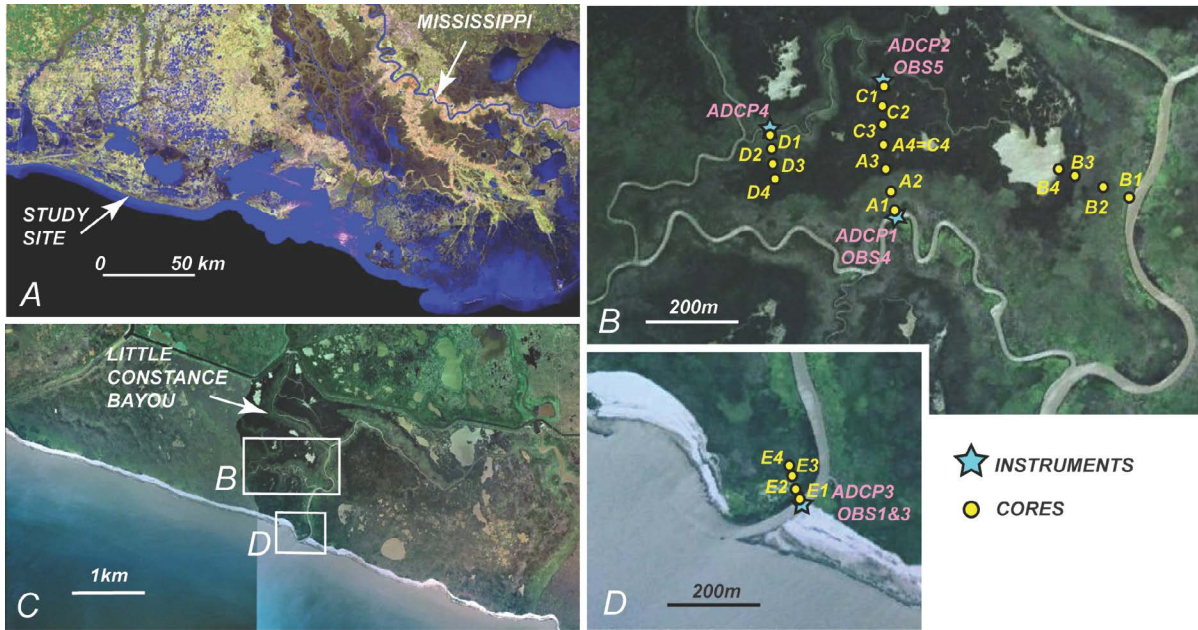 MISSISSIPPI
STUDY
SITE
0 50 km
A
ADCP2
OBS5
ADCP4
C1
C2
C3
D1
D2
D3
D4
A4=C4
A3
A2
A1
B3
B4
B1
B2
ADCP1
OBS4
200m
B
LITTLE
CONSTANCE
BAYOU
B
D
1km
C
E4
E3
E2
E1
ADCP3
OBS1&3
200m
D
INSTRUMENTS
CORES